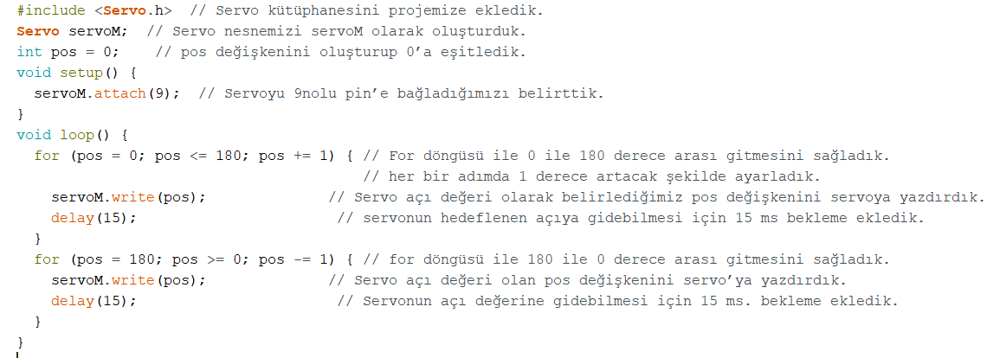 #include <Servo.h>  // Servo kütüphanesini projemize ekledik.
Servo servoM;  // Servo nesnemizi servoM olarak oluşturduk.
int pos = 0;    // pos değişkenini oluşturup 0’a eşitledik.
void setup() {
  servoM.attach(9);  // Servoyu 9nolu pin’e bağladığımızı belirttik.
}
void loop() {
  for (pos = 0; pos <= 180; pos += 1) { // For döngüsü ile 0 ile 180 derece arası gitmesini sağladık.
                                        // her bir adımda 1 derece artacak şekilde ayarladık.
    servoM.write(pos);              // Servo açı değeri olarak belirlediğimiz pos değişkenini servoya yazdırdık.
    delay(15);                       // servonun hedeflenen açıya gidebilmesi için 15 ms bekleme ekledik.
  }
  for (pos = 180; pos >= 0; pos -= 1) { // for döngüsü ile 180 ile 0 derece arası gitmesini sağladık.
    servoM.write(pos);              // Servo açı değeri olan pos değişkenini servo’ya yazdırdık.
    delay(15);                       // Servonun açı değerine gidebilmesi için 15 ms. bekleme ekledik.
  }
}